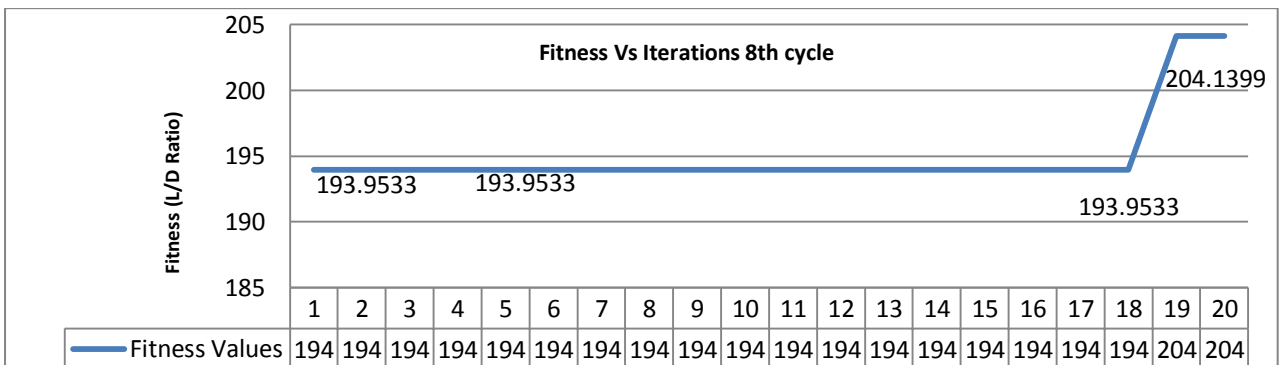 Fitness Vs Iterations 8th cycle
Fitness (L/D Ratio)
205
200
195
190
185
204.1399
193.9533 193.9533
193.9533
1 2 3 4 5 6 7 8 9 10 11 12 13 14 15 16 17 18 19 20
Fitness Values 194 194 194 194 194 194 194 194 194 194 194 194 194 194 194 194 194 194 204 204